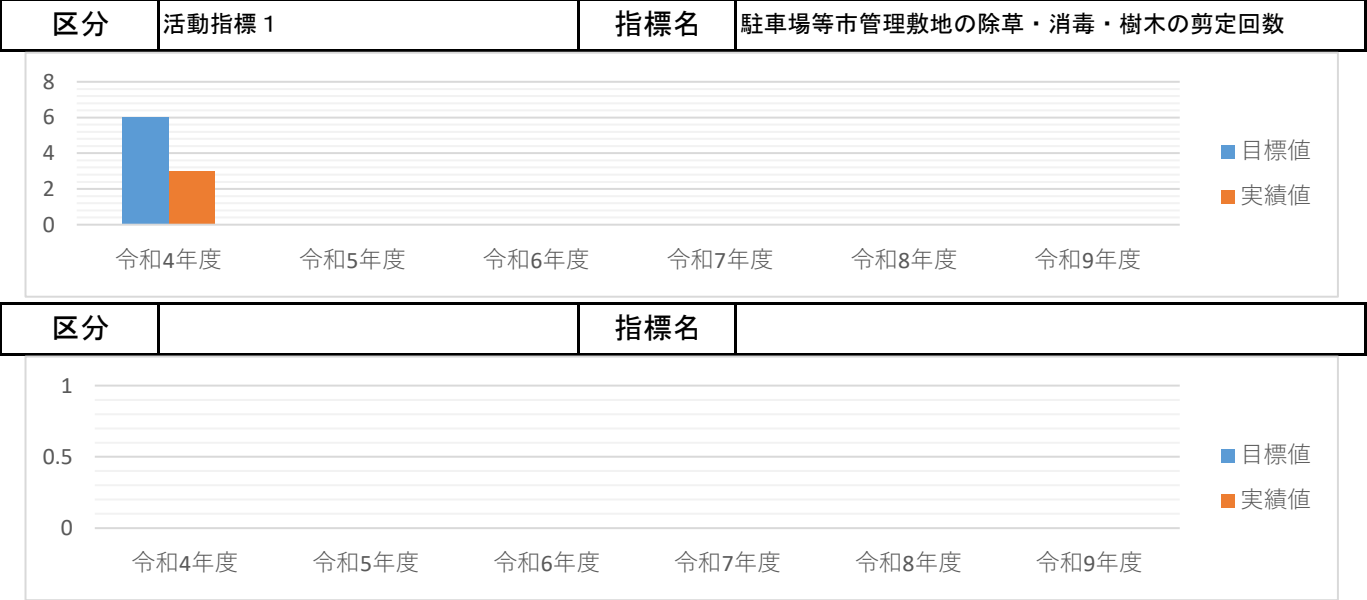 区分 活動指標１ 指標名 駐車場等市管理敷地の除草・消毒・樹木の剪定回数
8
6
4
2
0
令和4年度 令和5年度 令和6年度 令和7年度 令和8年度 令和9年度
目標値
実績値
区分 指標名
1
0.5
0
令和4年度 令和5年度 令和6年度 令和7年度 令和8年度 令和9年度
目標値
実績値